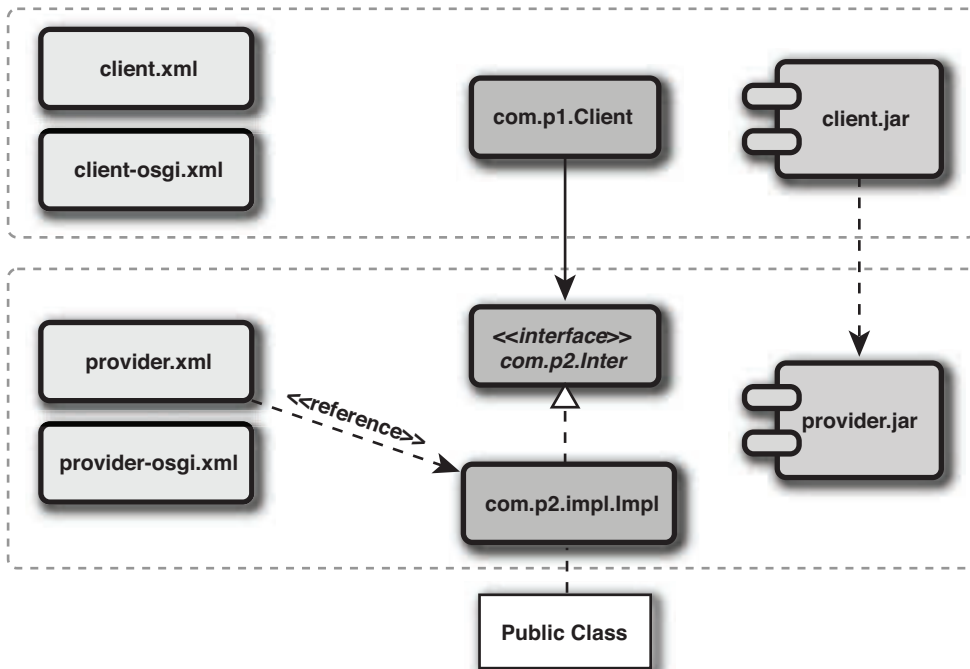 client.xml
client-osgi.xml
com.p1.Client
client.jar
provider.xml
provider-osgi.xml
<<reference>>
<<interface>>
com.p2.Inter
com.p2.impl.Impl
provider.jar
Public Class